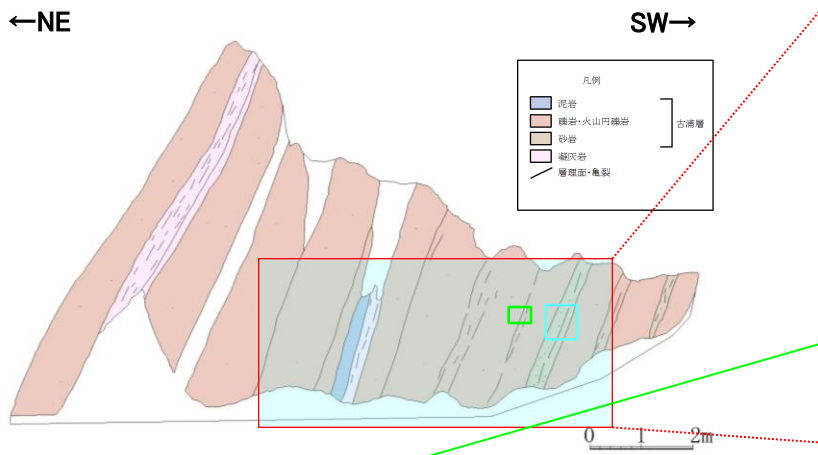 ←NE
SW→
凡例
泥岩
礫岩・火山円礫岩
砂岩
古浦層
凝灰岩
層理面・亀裂
0 1 2m